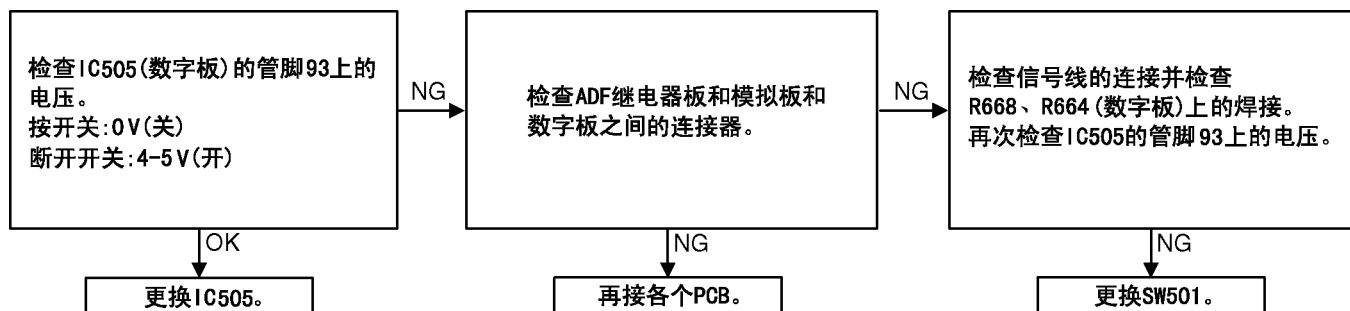 检查IC505(数字板)的管脚93上的
电压。
按开关:0V(关)
断开开关:4-5V(开)
NG
检查ADF继电器板和模拟板和
数字板之间的连接器。
NG
检查信号线的连接并检查
R668、R664(数字板)上的焊接。
再次检查IC505的管脚93上的电压。
OK
NG
NG
更换IC505。
再接各个PCB。
更换SW501。